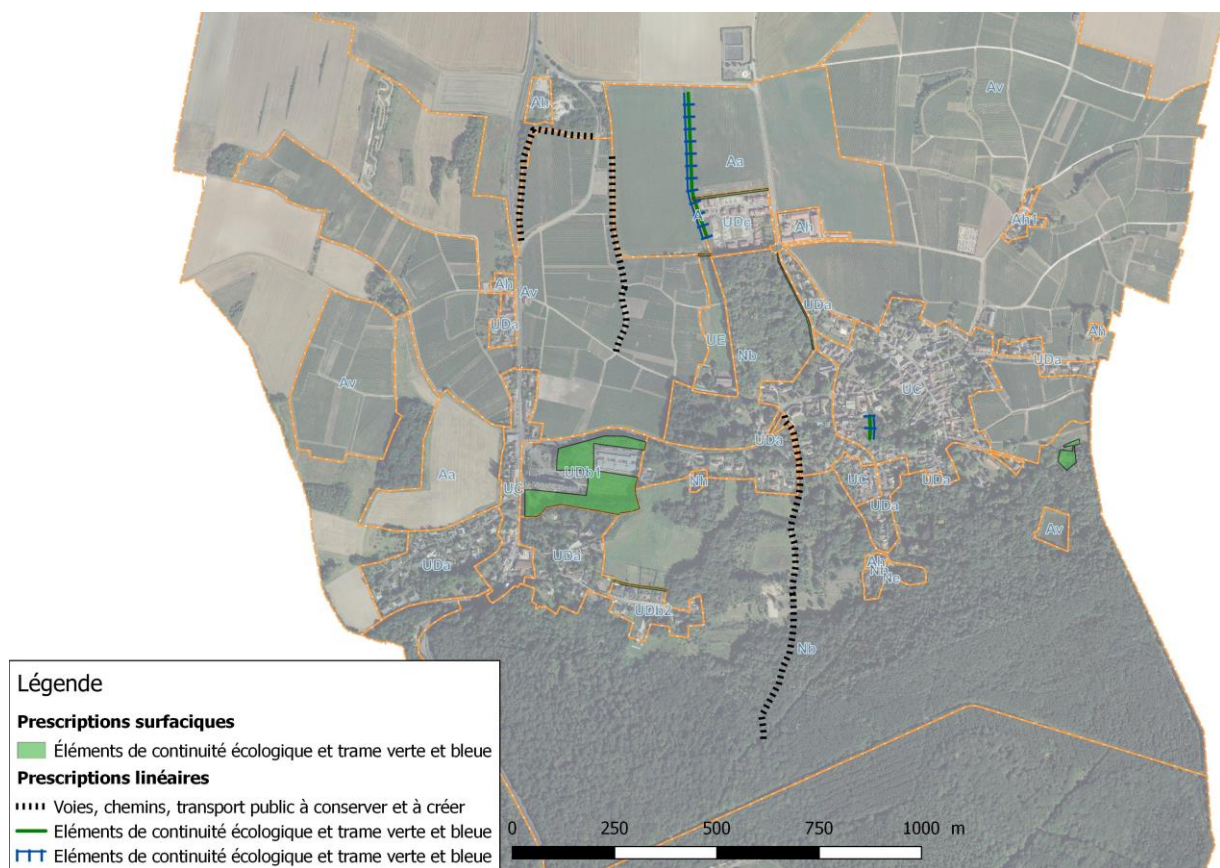 Ah
Av
Aa
A
UDc
Ah
Ah1
Ah
Av
UDa
UDa
UE
Nb
Ah
UDa
Av
UC
UDa
UDb1
Nh
UC
UDa
UDa
Aa
UC
Av
UDa
UDa
Ah
Ne
UDb2
Nb
Légende
Prescriptions surfaciques
Éléments de continuité écologique et trame verte et bleue
Prescriptions linéaires
Voies, chemins, transport public à conserver et à créer
Eléments de continuité écologique et trame verte et bleue
Eléments de continuité écologique et trame verte et bleue
0 250 500 750 1000 m